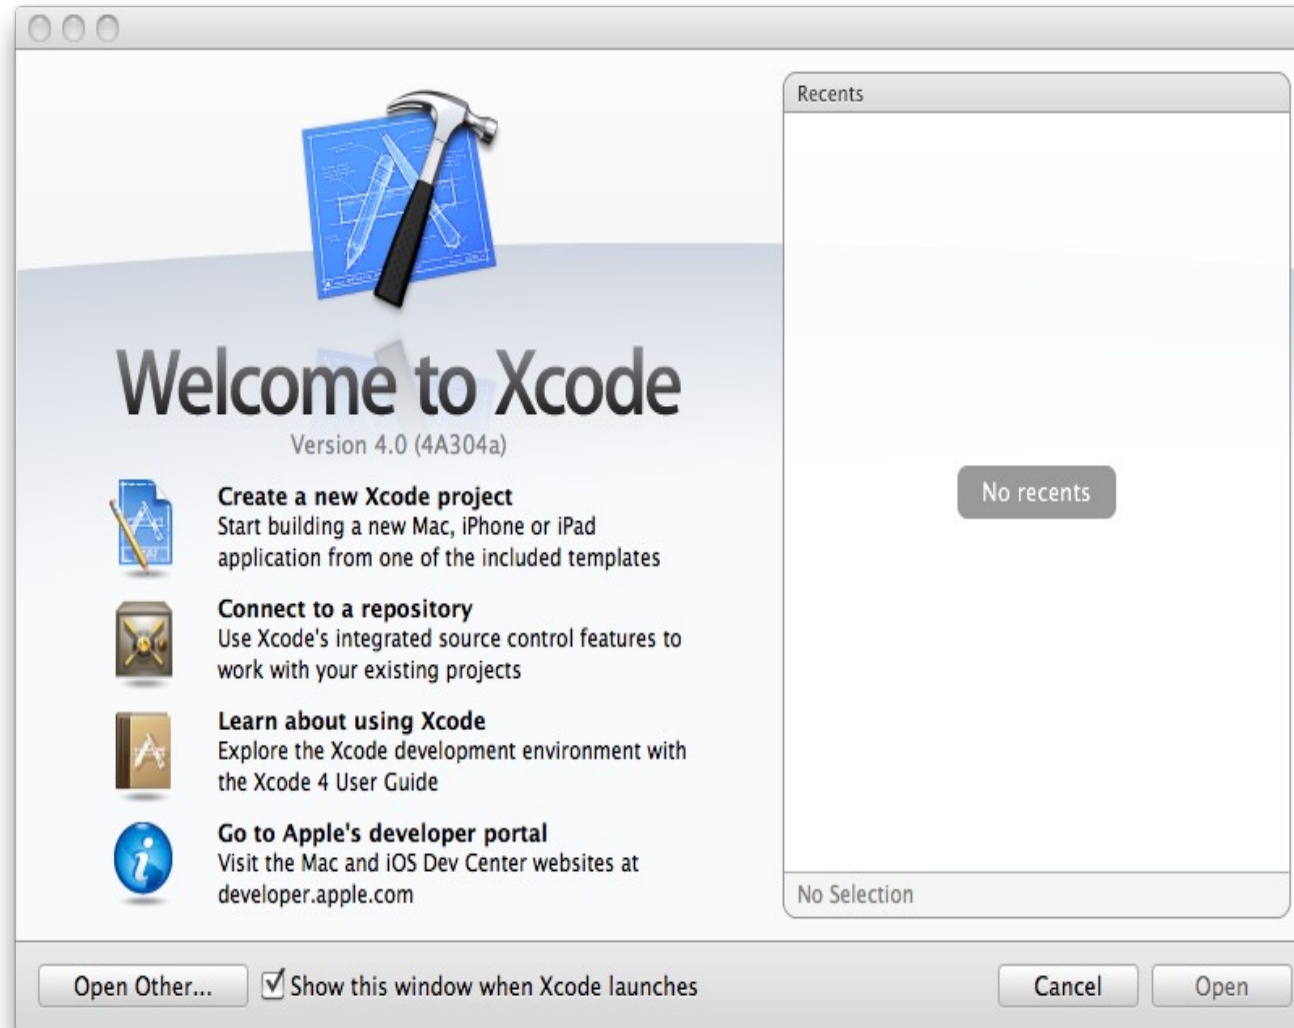 Recents
Welcome to Xcode
Version 4.0 (4A304a)
Create a new Xcode project
Start building a new Mac, iPhone or iPad
application from one of the included templates
Connect to a repository
Use Xcode's integrated source control features to
work with your existing projects
Learn about using Xcode
Explore the Xcode development environment with
the Xcode 4 User Guide
Go to Apple's developer portal
Visit the Mac and iOS Dev Center websites at
developer.apple.com
No recents
No Selection
Open Other...
Show this window when Xcode launches
Cancel
Open